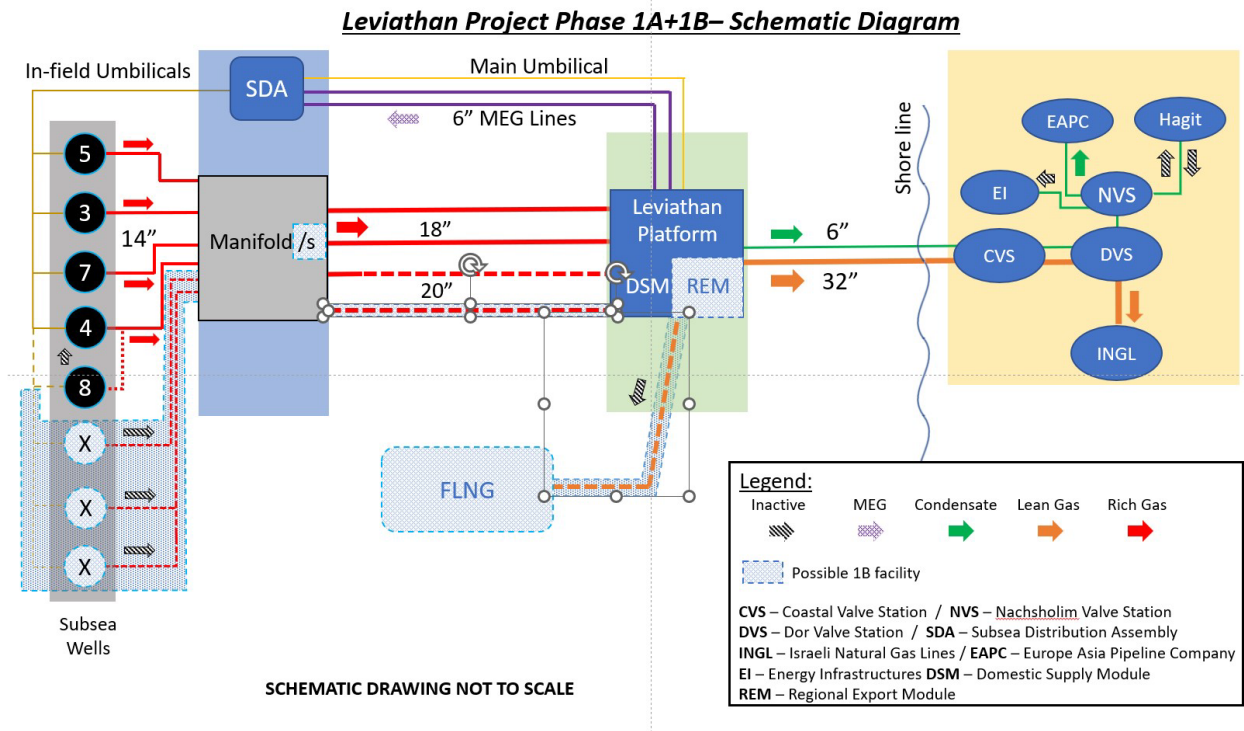 Leviathan Project Phase 1A+1B– Schematic Diagram
In-field Umbilicals
SDA
Main Umbilical
6” MEG Lines
5
3
14”
7
4
8
X
X
X
Subsea
Wells
Manifold/s
18”
20”
Leviathan
Platform
DSM
REM
FLNG
6”
32”
Shore line
EAPC
Hagit
EI
NVS
CVS
DVS
INGL
SCHEMATIC DRAWING NOT TO SCALE
Legend:
Inactive
MEG
Condensate
Lean Gas
Rich Gas
Possible 1B facility
CVS – Coastal Valve Station / NVS – Nachsholim Valve Station
DVS – Dor Valve Station / SDA – Subsea Distribution Assembly
INGL – Israeli Natural Gas Lines / EAPC – Europe Asia Pipeline Company
EI – Energy Infrastructures DSM – Domestic Supply Module
REM – Regional Export Module